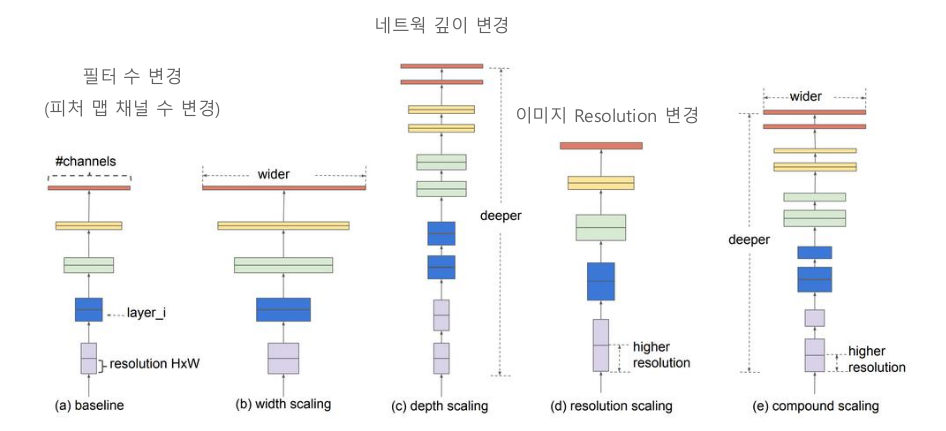 네트웍 깊이 변경
필터 수 변경
(피처 맵 채널 수 변경)
이미지 Resolution 변경
#channels
layer_i
resolution HxW
(a) baseline
wider
(b) width scaling
deeper
(c) depth scaling
higher
resolution
(d) resolution scaling
wider
deeper
higher
resolution
(e) compound scaling